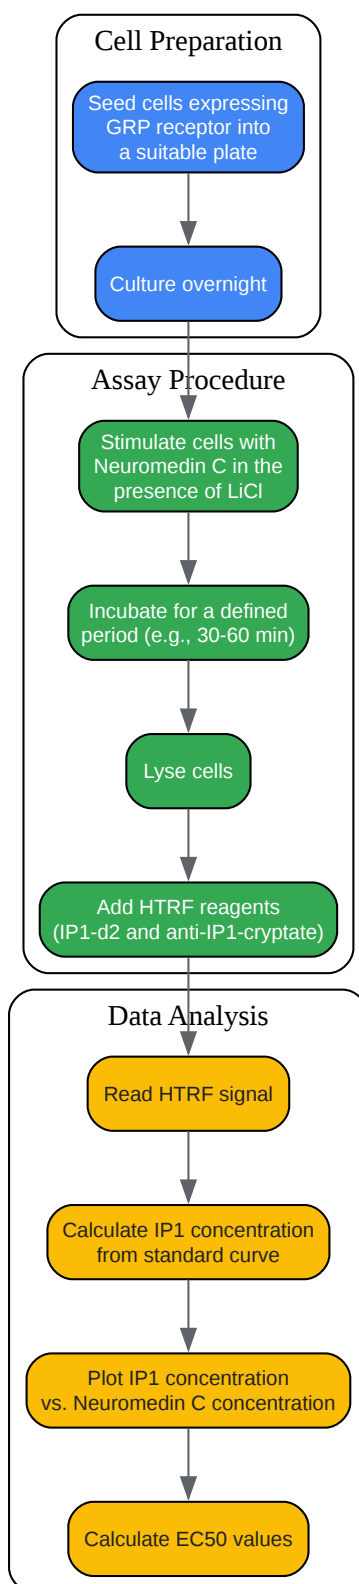 Cell Preparation
Seed cells expressing
GRP receptor into
a suitable plate
Culture overnight
Assay Procedure
Stimulate cells with
Neuromedin C in the
presence of LiCl
Incubate for a defined
period (e.g., 30-60 min)
Lyse cells
Add HTRF reagents
(IP1-d2 and anti-IP1-cryptate)
Data Analysis
Read HTRF signal
Calculate IP1 concentration
from standard curve
Plot IP1 concentration
vs. Neuromedin C concentration
Calculate EC50 values